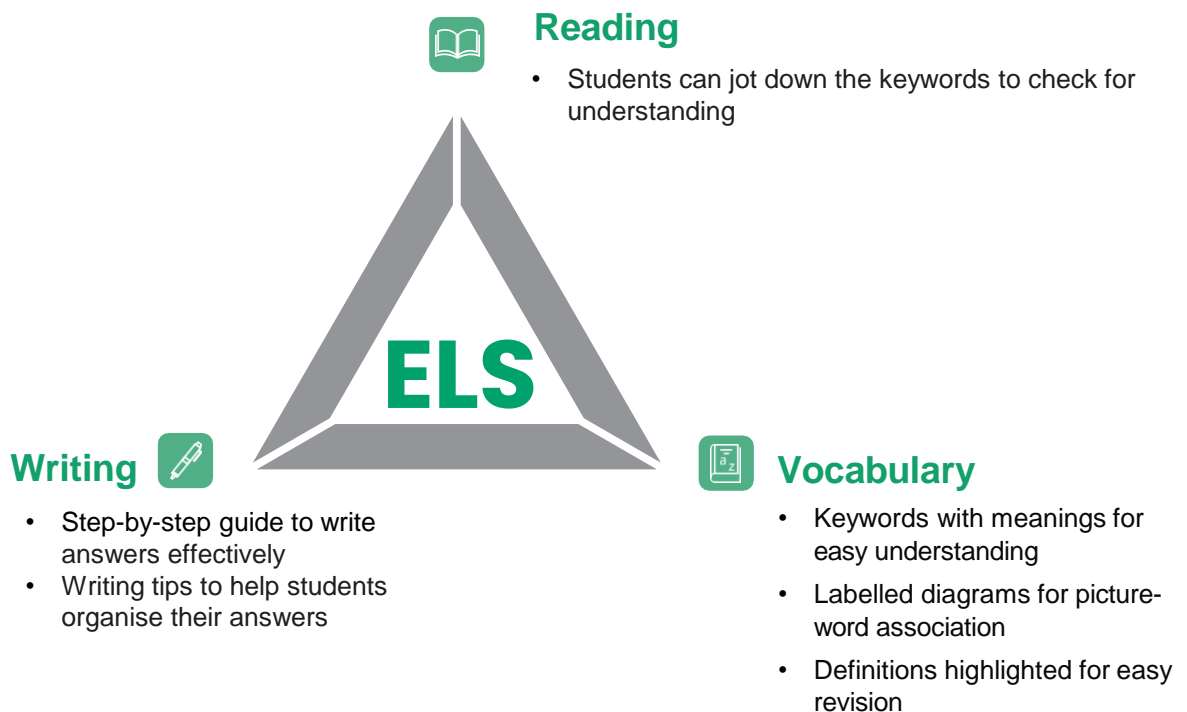 Reading
• Students can jot down the keywords to check for
understanding
ELS
Writing
• Step-by-step guide to write
answers effectively
• Writing tips to help students
organise their answers
a z
Vocabulary
• Keywords with meanings for
easy understanding
• Labelled diagrams for picture-
word association
• Definitions highlighted for easy
revision